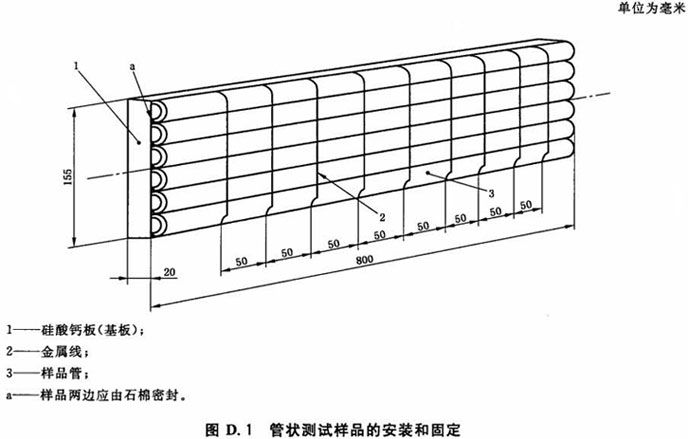 单位为毫米
1
a
155
2
3
50
50
50
50
50
50
50
50
20
800
1——硅酸钙板(基板);
2——金属线;
3——样品管;
a——样品两边应由石棉密封。
图 D.1 管状测试样品的安装和固定